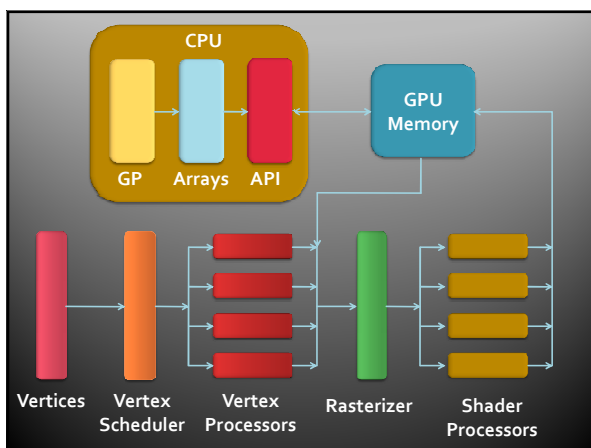 CPU
GP
Arrays
API
GPU
Memory
Vertices
Vertex
Scheduler
Vertex
Processors
Rasterizer
Shader
Processors